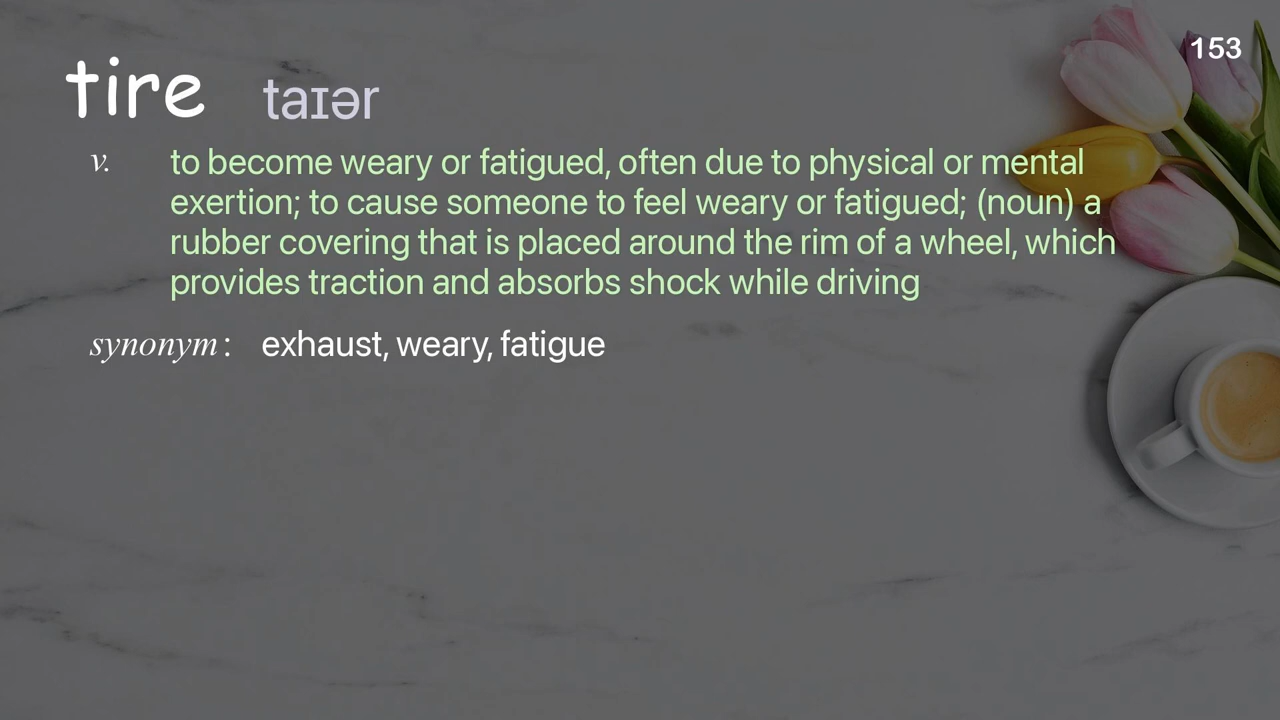 153
tire taɪər
v. to become weary or fatigued, often due to physical or mental
exertion; to cause someone to feel weary or fatigued; (noun) a
rubber covering that is placed around the rim of a wheel, which
provides traction and absorbs shock while driving
synonym: exhaust, weary, fatigue